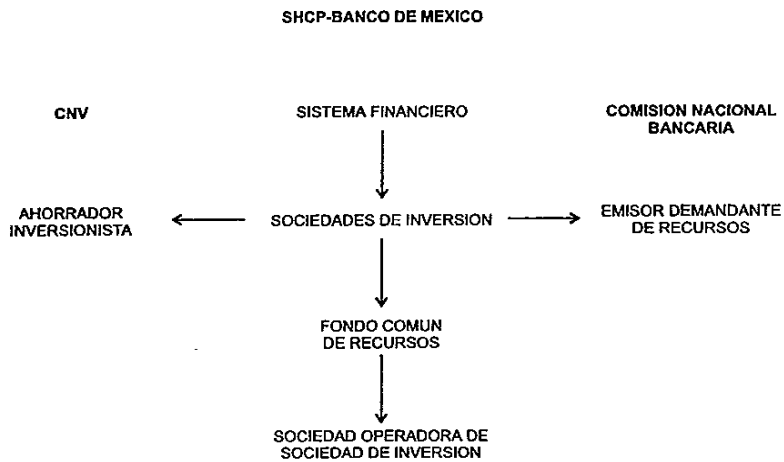 SHCP-BANCO DE MEXICO
CNV
SISTEMA FINANCIERO
COMISION NACIONAL
BANCARIA
AHORRADOR
INVERSIONISTA
SOCIEDADES DE INVERSION
EMISOR DEMANDANTE
DE RECURSOS
FONDO COMUN
DE RECURSOS
SOCIEDAD OPERADORA DE
SOCIEDAD DE INVERSION